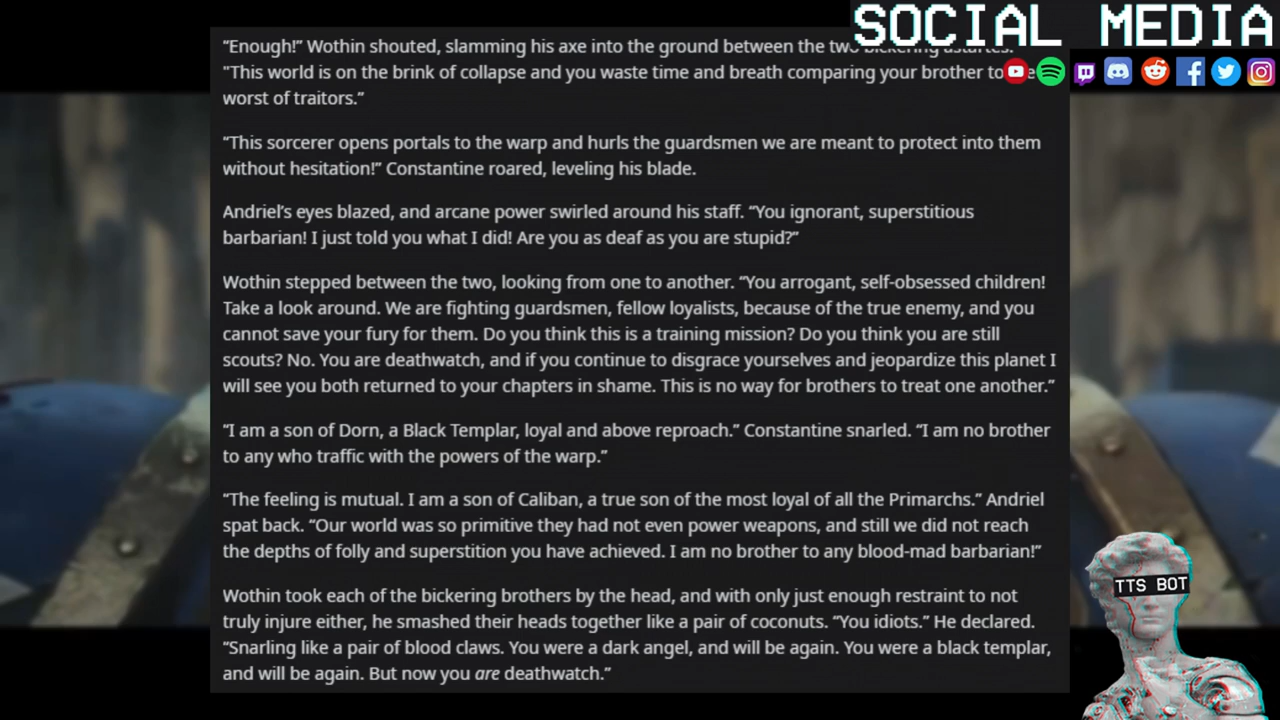 SOCIAL MEDIA
“Enough!” Wothin shouted, slamming his axe into the ground between the two bickering astartes.
"This world is on the brink of collapse and you waste time and breath comparing your brother to
worst of traitors.”
“This sorcerer opens portals to the warp and hurls the guardsmen we are meant to protect into them
without hesitation!” Constantine roared, leveling his blade.
Andriel’s eyes blazed, and arcane power swirled around his staff. “You ignorant, superstitious
barbarian! I just told you what I did! Are you as deaf as you are stupid?”
Wothin stepped between the two, looking from one to another. “You arrogant, self-obsessed children!
Take a look around. We are fighting guardsmen, fellow loyalists, because of the true enemy, and you
cannot save your fury for them. Do you think this is a training mission? Do you think you are still
scouts? No. You are deathwatch, and if you continue to disgrace yourselves and jeopardize this planet I
will see you both returned to your chapters in shame. This is no way for brothers to treat one another.”
“I am a son of Dorn, a Black Templar, loyal and above reproach.” Constantine snarled. “I am no brother
to any who traffic with the powers of the warp.”
“The feeling is mutual. I am a son of Caliban, a true son of the most loyal of all the Primarchs.” Andriel
spat back. “Our world was so primitive they had not even power weapons, and still we did not reach
the depths of folly and superstition you have achieved. I am no brother to any blood-mad barbarian!”
Wothin took each of the bickering brothers by the head, and with only just enough restraint to not
truly injure either, he smashed their heads together like a pair of coconuts. “You idiots.” He declared.
“Snarling like a pair of blood claws. You were a dark angel, and will be again. You were a black templar,
and will be again. But now you are deathwatch.”
TTS BOT